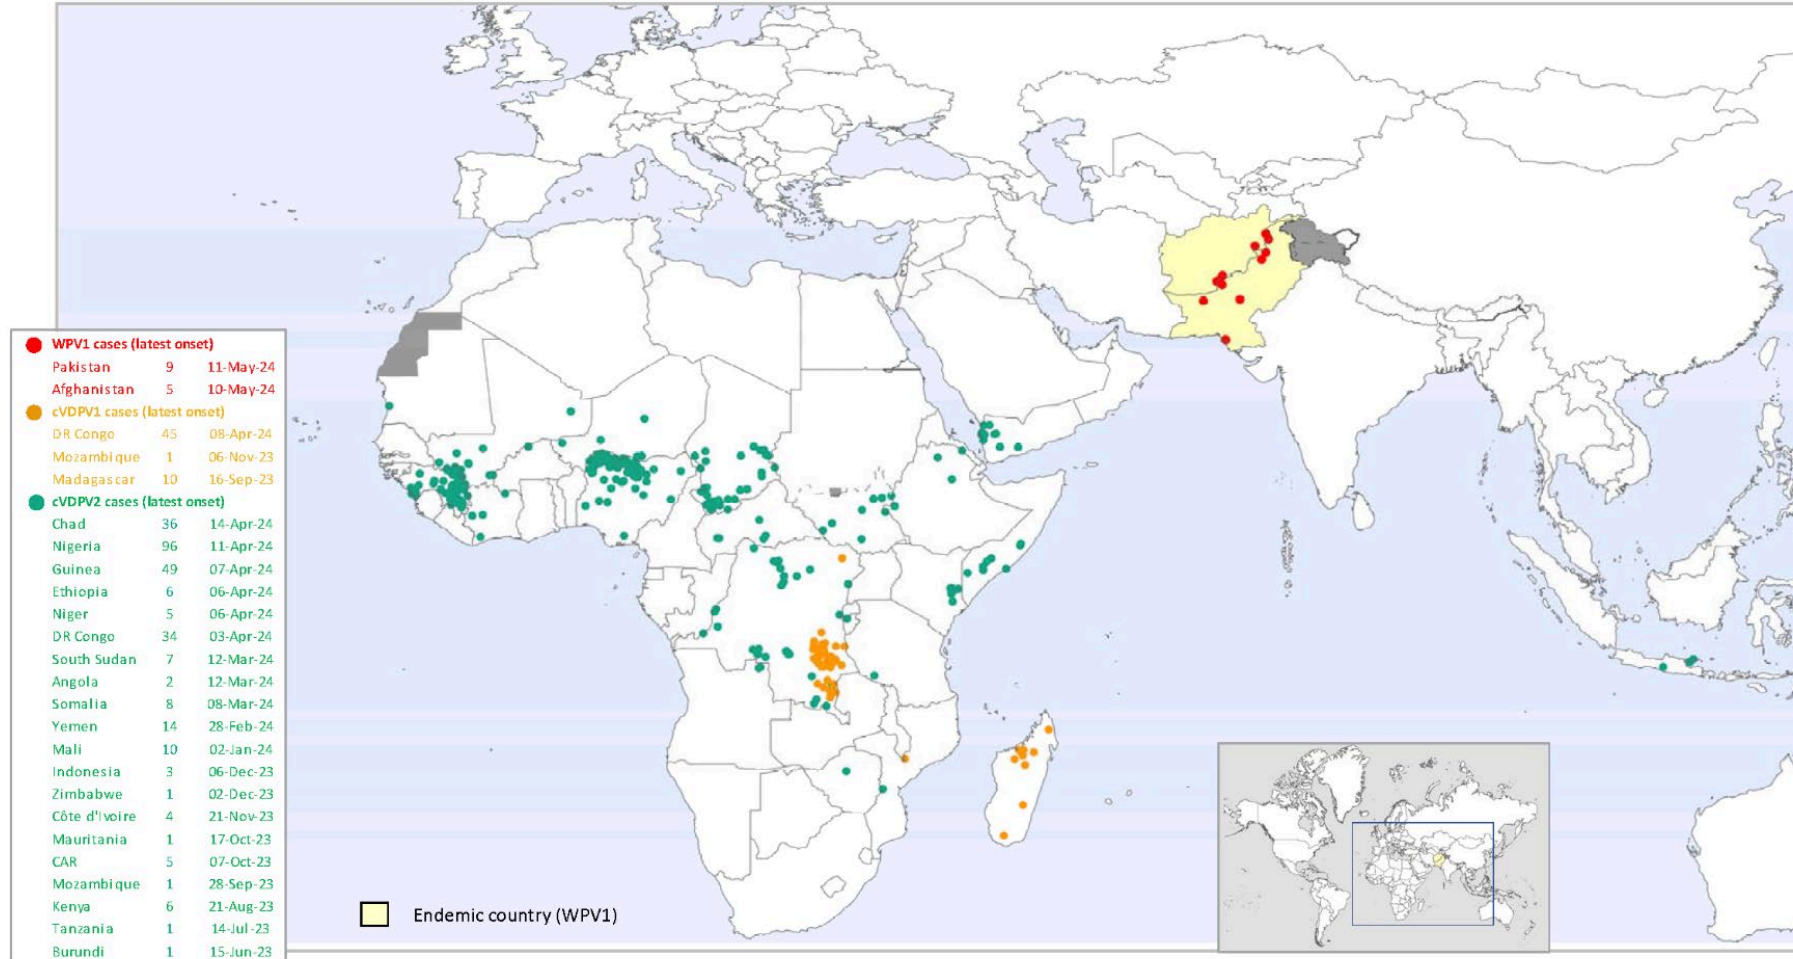 WPV1 cases (latest onset)
Pakistan 9 11-May-24
Afghanistan 5 10-May-24
cVDPV1 cases (latest onset)
DR Congo 45 08-Apr-24
Mozambique 1 06-Nov-23
Madagascar 10 16-Sep-23
cVDPV2 cases (latest onset)
Chad 36 14-Apr-24
Nigeria 96 11-Apr-24
Guinea 49 07-Apr-24
Ethiopia 6 06-Apr-24
Niger 5 06-Apr-24
DR Congo 34 03-Apr-24
South Sudan 7 12-Mar-24
Angola 2 12-Mar-24
Somalia 8 08-Mar-24
Yemen 14 28-Feb-24
Mali 10 02-Jan-24
Indonesia 3 06-Dec-23
Zimbabwe 1 02-Dec-23
Côte d'Ivoire 4 21-Nov-23
Mauritania 1 17-Oct-23
CAR 5 07-Oct-23
Mozambique 1 28-Sep-23
Kenya 6 21-Aug-23
Tanzania 1 14-Jul-23
Burundi 1 15-Jun-23
Endemic country (WPV1)